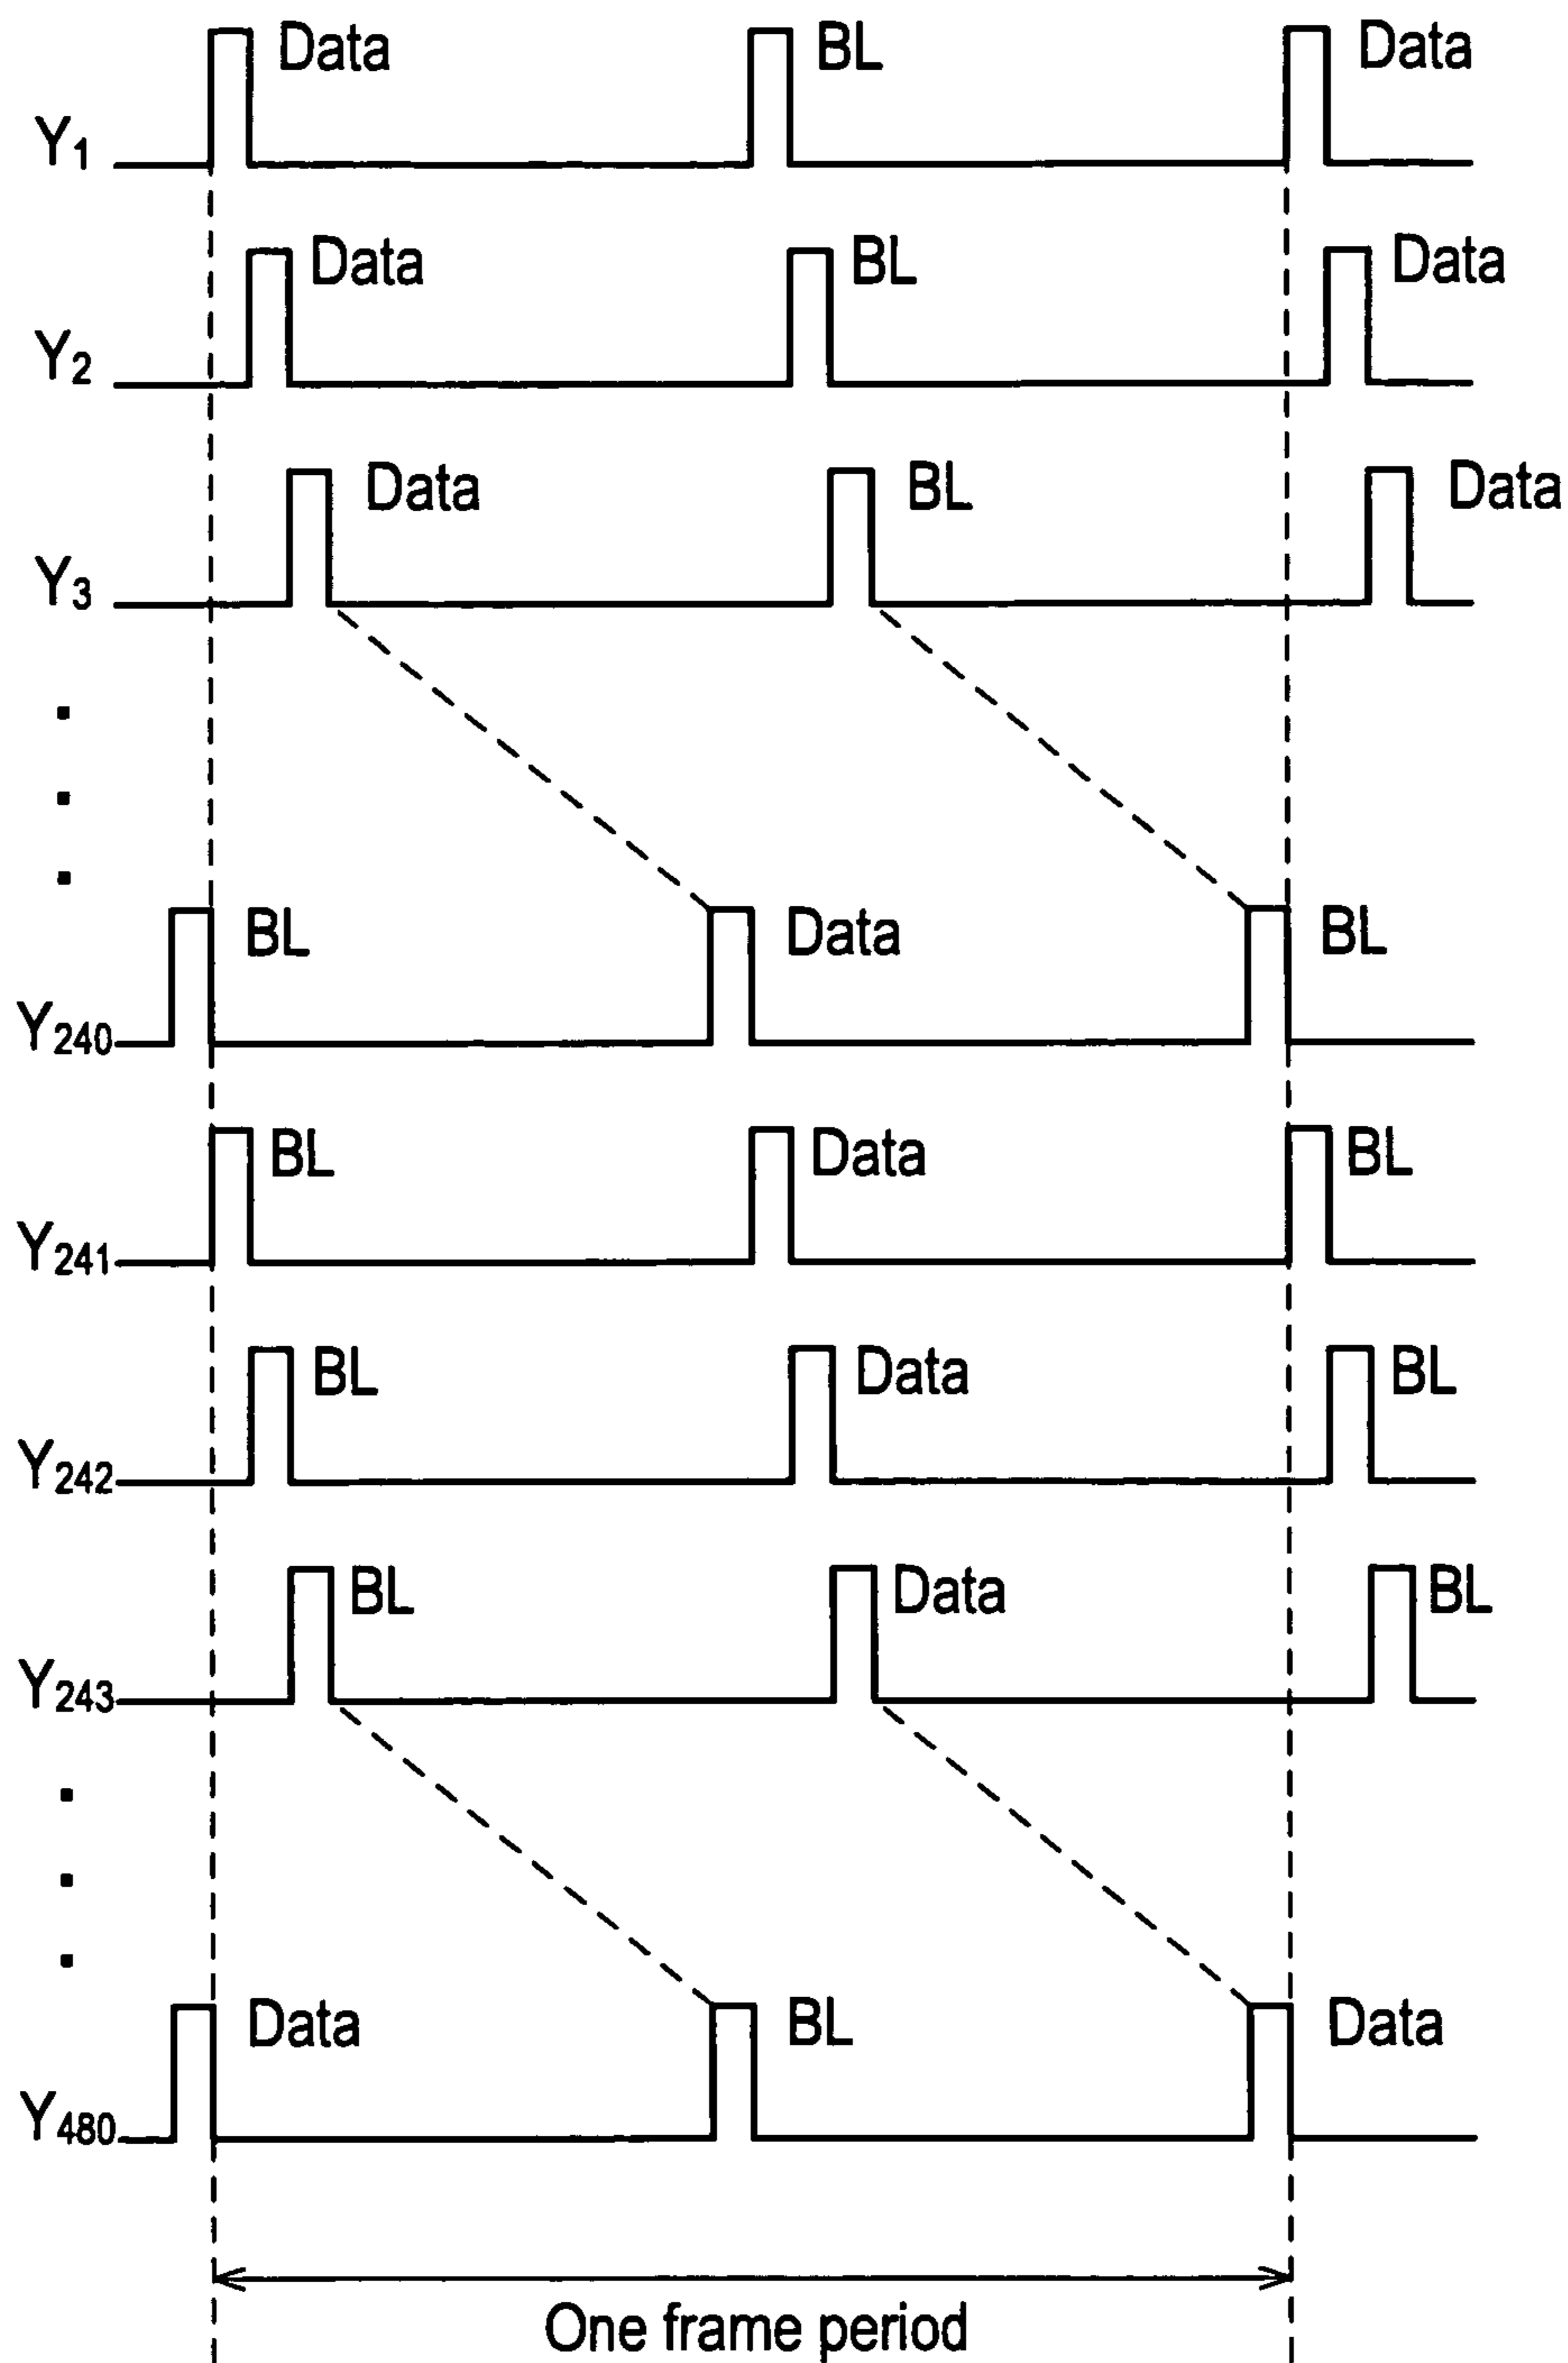 Data BL Data
Y1
Data BL Data
Y2
Data BL Data
Y3
BL Data BL
Y240
BL Data BL
Y241
BL Data BL
Y242
BL Data BL
Y243
Data BL Data
Y480
One frame period